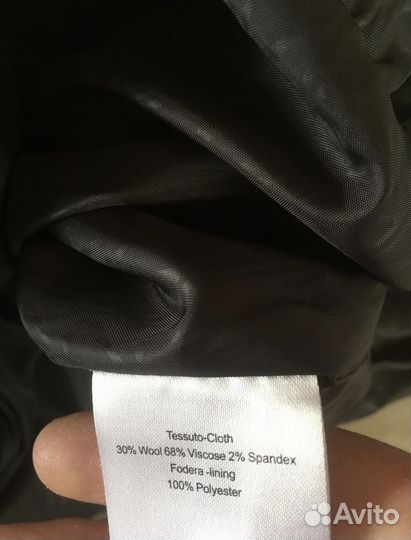 Tessuto-Cloth
30% Wool 68% Viscose 2% Spandex
Fodera -lining
100% Polyester
Avito